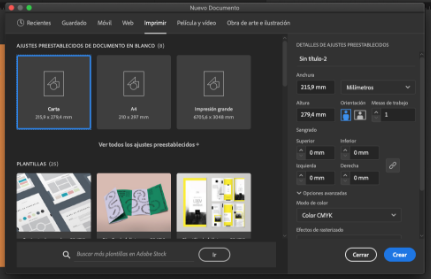 Nuevo Documento
Recientes Guardado Móvil Web Imprimir Película y vídeo Obra de arte e ilustración
AJUSTES PREESTABLECIDOS DE DOCUMENTO EN BLANCO (8)
Carta
215,9 x 279,4 mm
A4
210 x 297 mm
Impresión grande
6703,6 x 3048 mm
Ver todos los ajustes preestablecidos +
PLANTILLAS (25)
Buscar más plantillas en Adobe Stock
Ir
DETALLES DE AJUSTES PREESTABLECIDOS
Sin título-2
Anchura
215,9 mm Milímetros
Altura Orientación Mesas de trabajo
279,4 mm 1
Sangrado
Superior Inferior
0 mm 0 mm
Izquierda Derecha
0 mm 0 mm
Opciones avanzadas
Modo de color
Color CMYK
Efectos de rasterizado
Cerrar Crear